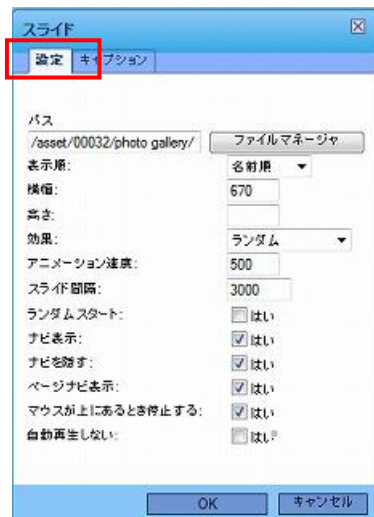 スライド
設定 キャプション
パス
/asset/00032/photo gallery/ ファイルマネージャ
表示順: 名前順
横幅: 670
高さ:
効果: ランダム
アニメーション速度: 500
スライド間隔: 3000
ランダムスタート: はい
ナビ表示: はい
ナビを隠す: はい
ページナビ表示: はい
マウスが上にあるとき停止する: はい
自動再生しない: はい
OK キャンセル